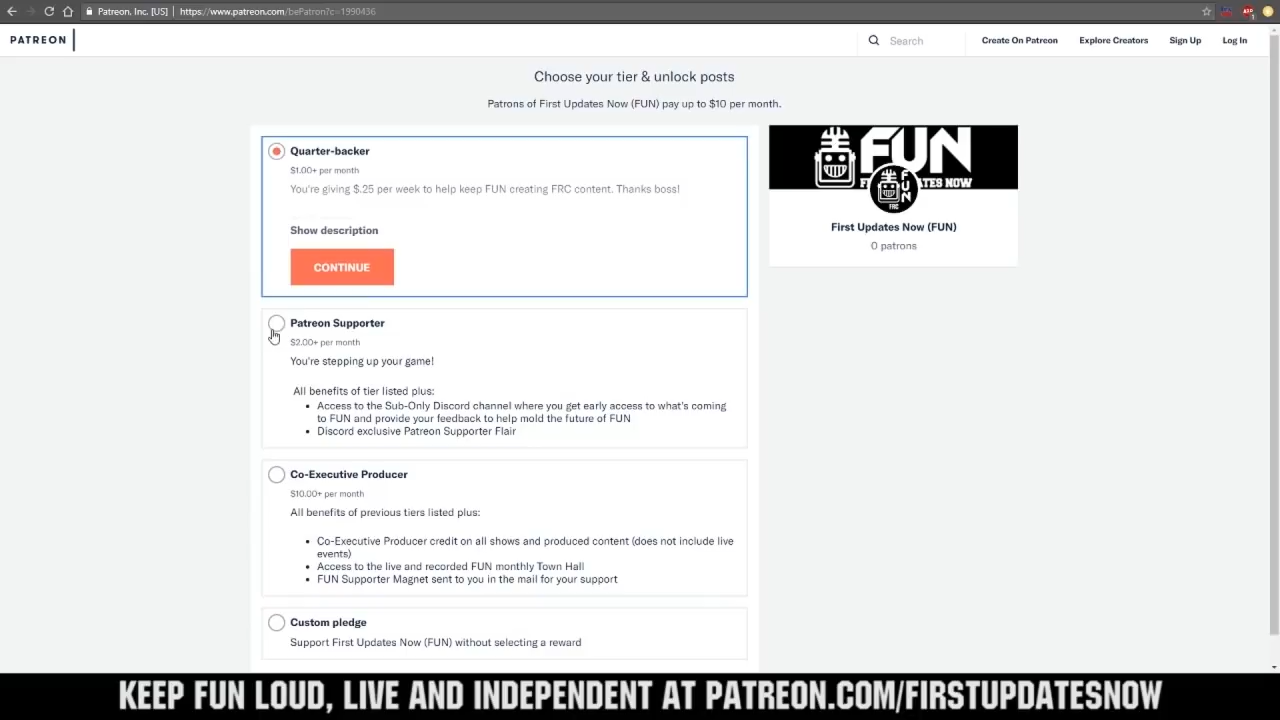 Patreon, Inc. [US] | https://www.patreon.com/bePatron?c=1990436
PATREON
Search
Create On Patreon
Explore Creators
Sign Up
Log In
Choose your tier & unlock posts
Patrons of First Updates Now (FUN) pay up to $10 per month.
Quarter-backer
$1.00+ per month
You're giving $.25 per week to help keep FUN creating FRC content. Thanks boss!
Show description
CONTINUE
FUN
F
ATES NOW
FUN
FRC
First Updates Now (FUN)
0 patrons
Patreon Supporter
$2.00+ per month
You're stepping up your game!
All benefits of tier listed plus:
• Access to the Sub-Only Discord channel where you get early access to what's coming
to FUN and provide your feedback to help mold the future of FUN
• Discord exclusive Patreon Supporter Flair
Co-Executive Producer
$10.00+ per month
All benefits of previous tiers listed plus:
• Co-Executive Producer credit on all shows and produced content (does not include live
events)
• Access to the live and recorded FUN monthly Town Hall
• FUN Supporter Magnet sent to you in the mail for your support
Custom pledge
Support First Updates Now (FUN) without selecting a reward
KEEP FUN LOUD, LIVE AND INDEPENDENT AT PATREON.COM/FIRSTUPDATESNOW